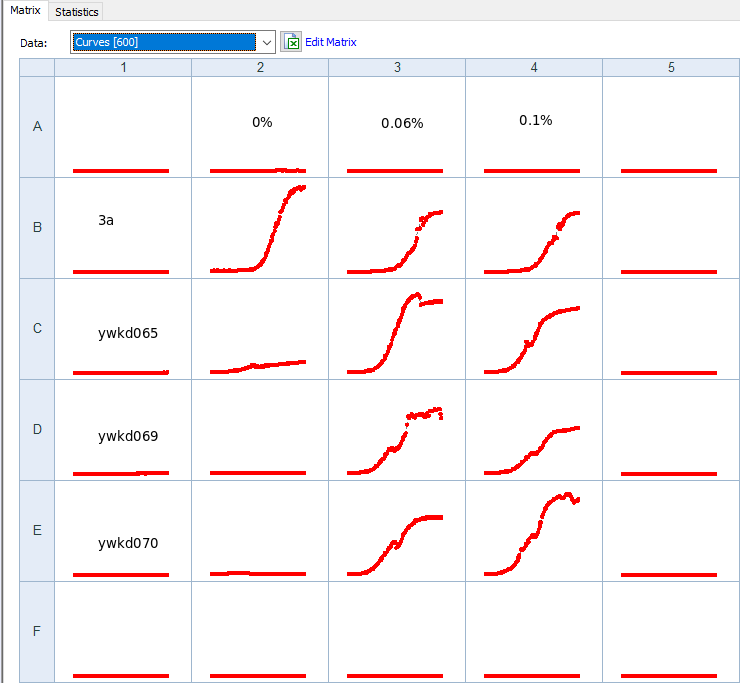 Matrix Statistics
Data: Curves [600] Edit Matrix
1 2 3 4 5
A 0% 0.06% 0.1%
B 3a
C ywkd065
D ywkd069
E ywkd070
F